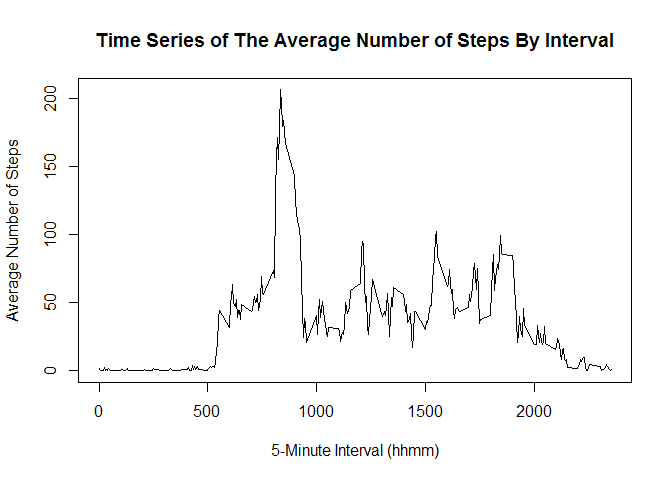 Time Series of The Average Number of Steps By Interval
Average Number of Steps
200
150
100
50
0
0 500 1000 1500 2000
5-Minute Interval (hhmm)